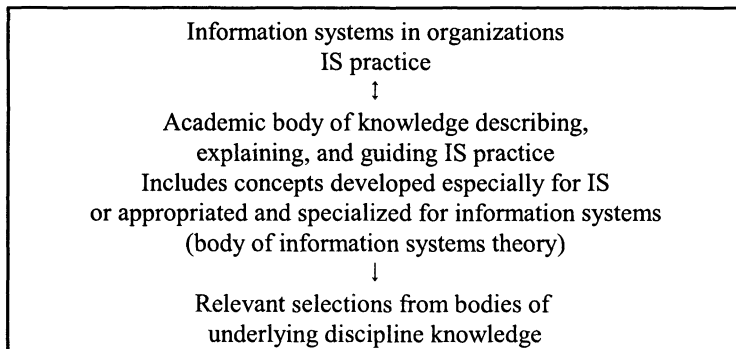 Information systems in organizations
IS practice
↕
Academic body of knowledge describing,
explaining, and guiding IS practice
Includes concepts developed especially for IS
or appropriated and specialized for information systems
(body of information systems theory)
↓
Relevant selections from bodies of
underlying discipline knowledge